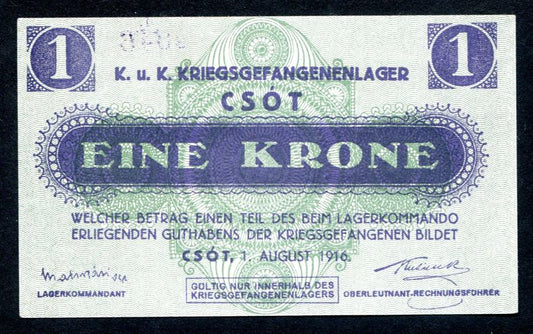 1 1
K. u. K. KRIEGSGEFANGENENLAGER
CSÓT
EINE KRONE
WELCHER BETRAG EINEN TEIL DES BEIM LAGERKOMMANDO
ERLIEGENDEN GUTHABENS DER KRIEGSGEFANGENEN BILDET
CSÓT, 1. AUGUST 1916.
LAGERKOMMANDANT
GÜLTIG NUR INNERHALB DES
KRIEGSGEFANGENENLAGERS
OBERLEUTNANT-RECHNUNGSFÜHRER